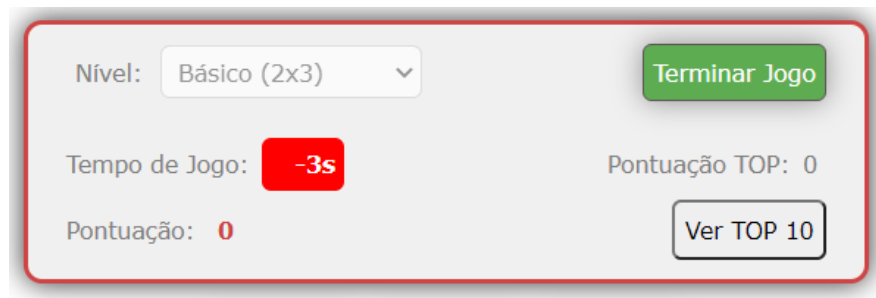 Nível: Básico (2x3) Terminar Jogo
Tempo de Jogo: -3s Pontuação TOP: 0
Pontuação: 0 Ver TOP 10